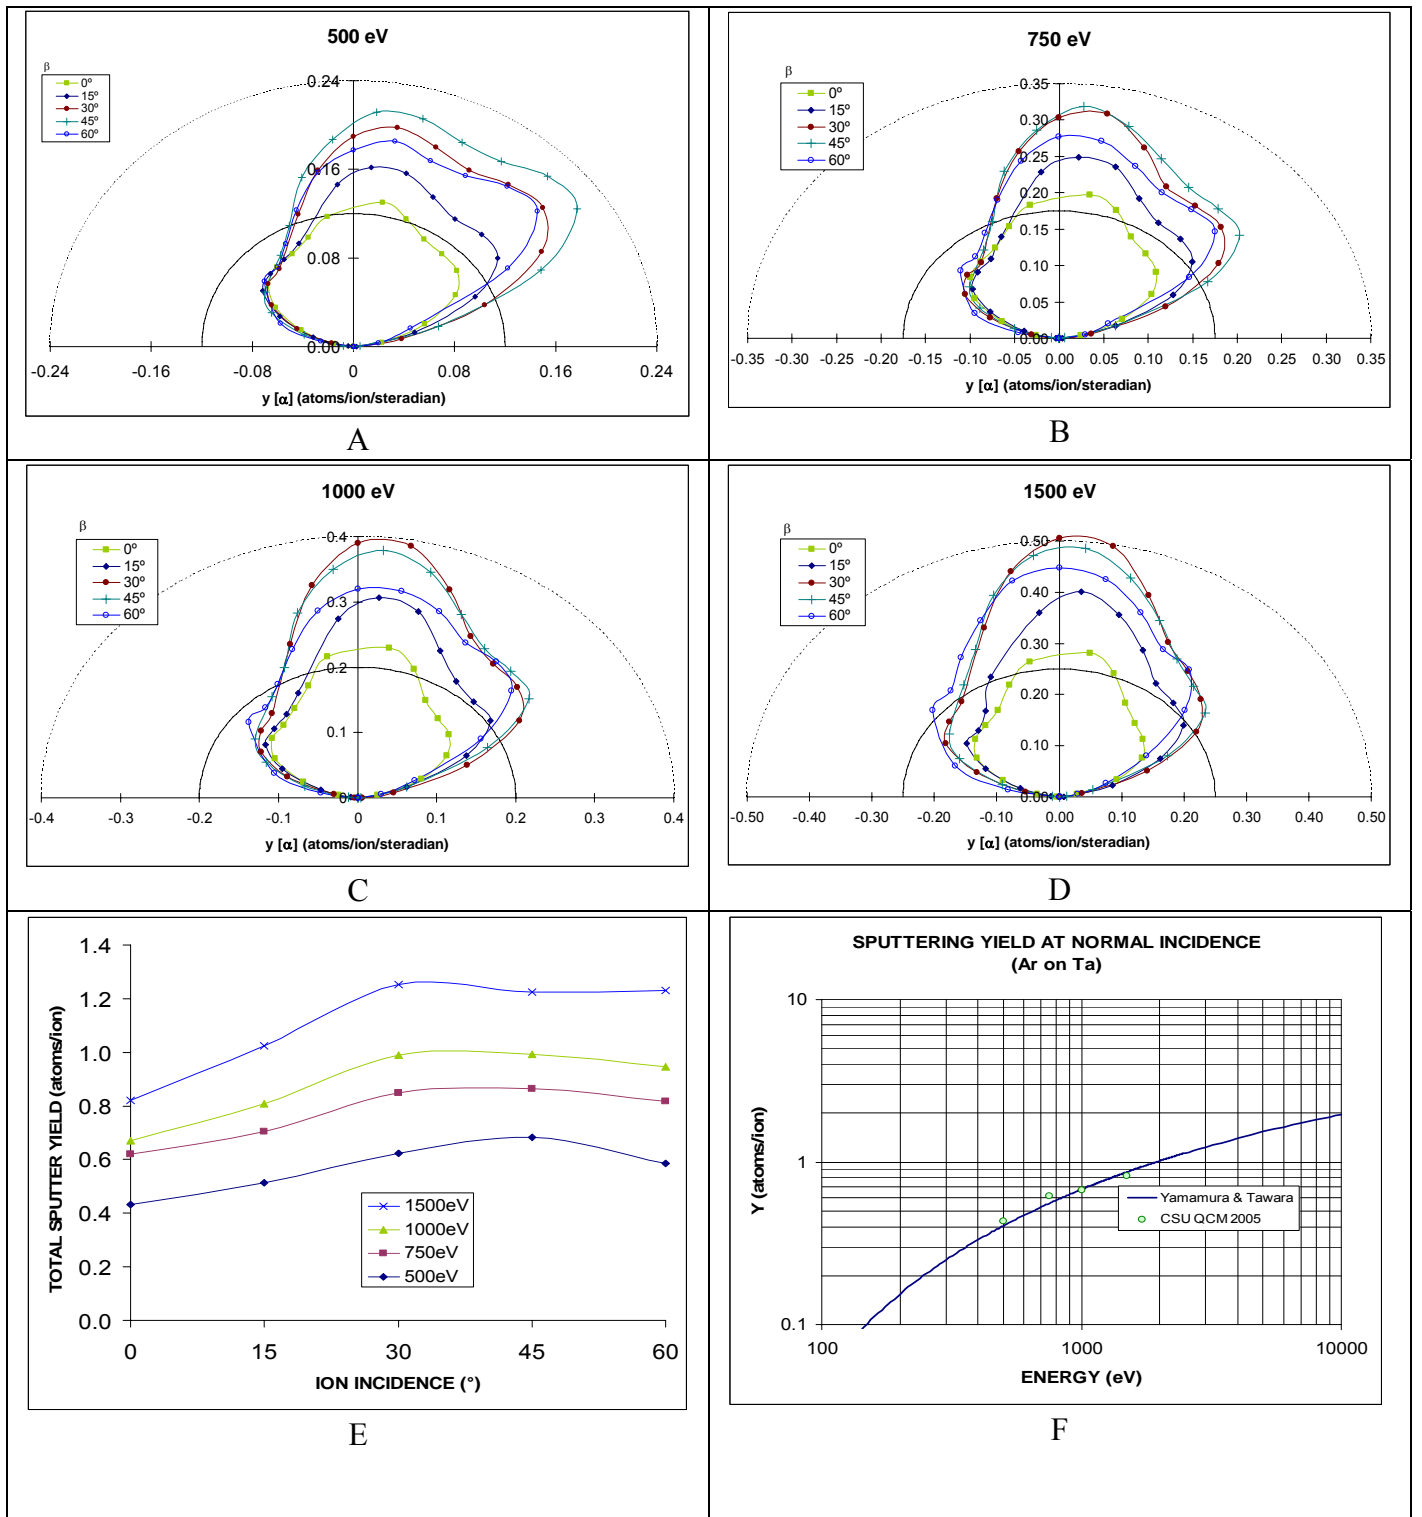 500 eV
β
0º
15º
30º
45º
60º
0.24
0.16
0.08
0.00
-0.24 -0.16 -0.08 0 0.08 0.16 0.24
y [α] (atoms/ion/steradian)
A
750 eV
β
0º
15º
30º
45º
60º
0.35
0.30
0.25
0.20
0.15
0.10
0.05
0.00
-0.35 -0.30 -0.25 -0.20 -0.15 -0.10 -0.05 0.00 0.05 0.10 0.15 0.20 0.25 0.30 0.35
y [α] (atoms/ion/steradian)
B
1000 eV
β
0º
15º
30º
45º
60º
0.4
0.3
0.2
0.1
0
-0.4 -0.3 -0.2 -0.1 0 0.1 0.2 0.3 0.4
y [α] (atoms/ion/steradian)
C
1500 eV
β
0º
15º
30º
45º
60º
0.50
0.40
0.30
0.20
0.10
0.00
-0.50 -0.40 -0.30 -0.20 -0.10 0.00 0.10 0.20 0.30 0.40 0.50
y [α] (atoms/ion/steradian)
D
TOTAL SPUTTER YIELD (atoms/ion)
1.4
1.2
1.0
0.8
0.6
0.4
0.2
0.0
1500eV
1000eV
750eV
500eV
0 15 30 45 60
ION INCIDENCE (°)
E
SPUTTERING YIELD AT NORMAL INCIDENCE
(Ar on Ta)
Y (atoms/ion)
10
1
0.1
Yamamura & Tawara
CSU QCM 2005
100 1000 10000
ENERGY (eV)
F